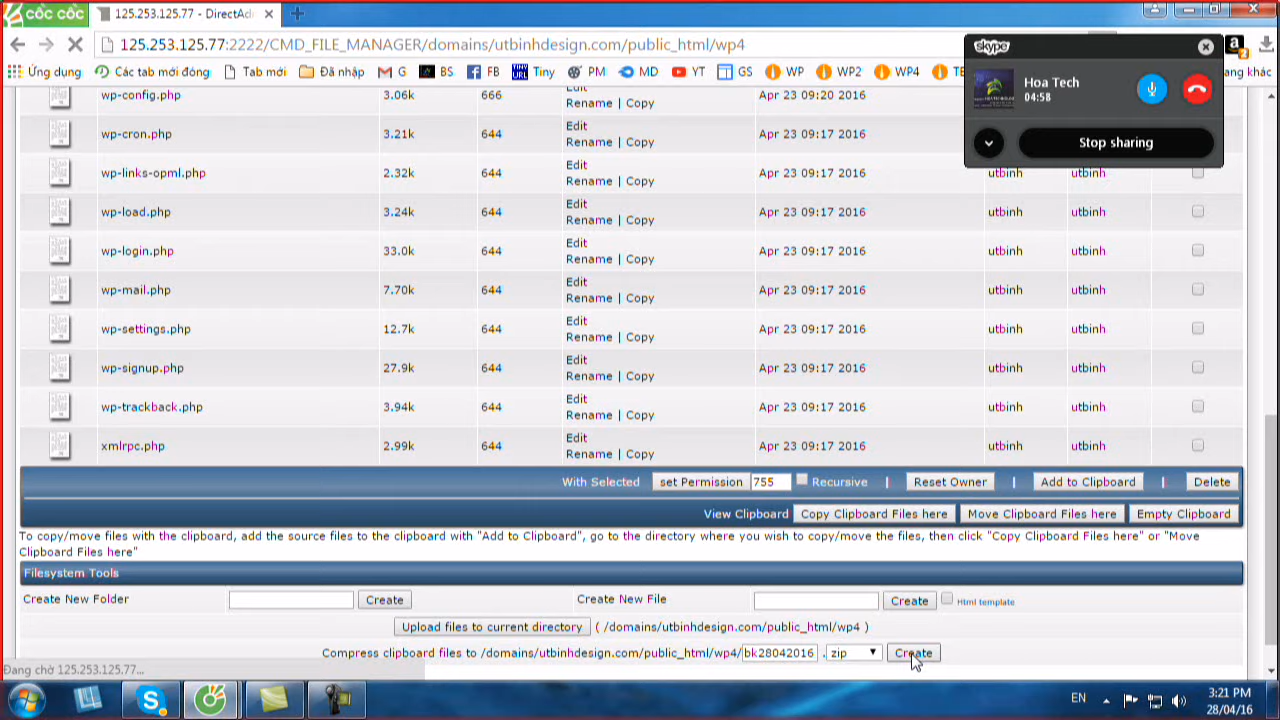 cốc cốc
125.253.125.77 - DirectAd
125.253.125.77:2222/CMD_FILE_MANAGER/domains/utbinhdesign.com/public_html/wp4
Ứng dụng Các tab mới đóng Tab mới Đã nhập G BS FB Tiny PM MD YT GS WP WP2 WP4 khác
skype
Hoa Tech
04:58
Stop sharing
wp-config.php 3.06k 666 Edit Rename | Copy Apr 23 09:20 2016
wp-cron.php 3.21k 644 Edit Rename | Copy Apr 23 09:17 2016
wp-links-opml.php 2.32k 644 Edit Rename | Copy Apr 23 09:17 2016 utbinh utbinh
wp-load.php 3.24k 644 Edit Rename | Copy Apr 23 09:17 2016 utbinh utbinh
wp-login.php 33.0k 644 Edit Rename | Copy Apr 23 09:17 2016 utbinh utbinh
wp-mail.php 7.70k 644 Edit Rename | Copy Apr 23 09:17 2016 utbinh utbinh
wp-settings.php 12.7k 644 Edit Rename | Copy Apr 23 09:17 2016 utbinh utbinh
wp-signup.php 27.9k 644 Edit Rename | Copy Apr 23 09:17 2016 utbinh utbinh
wp-trackback.php 3.94k 644 Edit Rename | Copy Apr 23 09:17 2016 utbinh utbinh
xmlrpc.php 2.99k 644 Edit Rename | Copy Apr 23 09:17 2016 utbinh utbinh
With Selected set Permission 755 Recursive | Reset Owner | Add to Clipboard | Delete
View Clipboard Copy Clipboard Files here Move Clipboard Files here Empty Clipboard
To copy/move files with the clipboard, add the source files to the clipboard with "Add to Clipboard", go to the directory where you wish to copy/move the files, then click "Copy Clipboard Files here" or "Move
Clipboard Files here"
Filesystem Tools
Create New Folder Create Create New File Create Html template
Upload files to current directory ( /domains/utbinhdesign.com/public_html/wp4 )
Compress clipboard files to /domains/utbinhdesign.com/public_html/wp4/ bk28042016 . zip Create
Đang chờ 125.253.125.77...
EN 3:21 PM
28/04/16